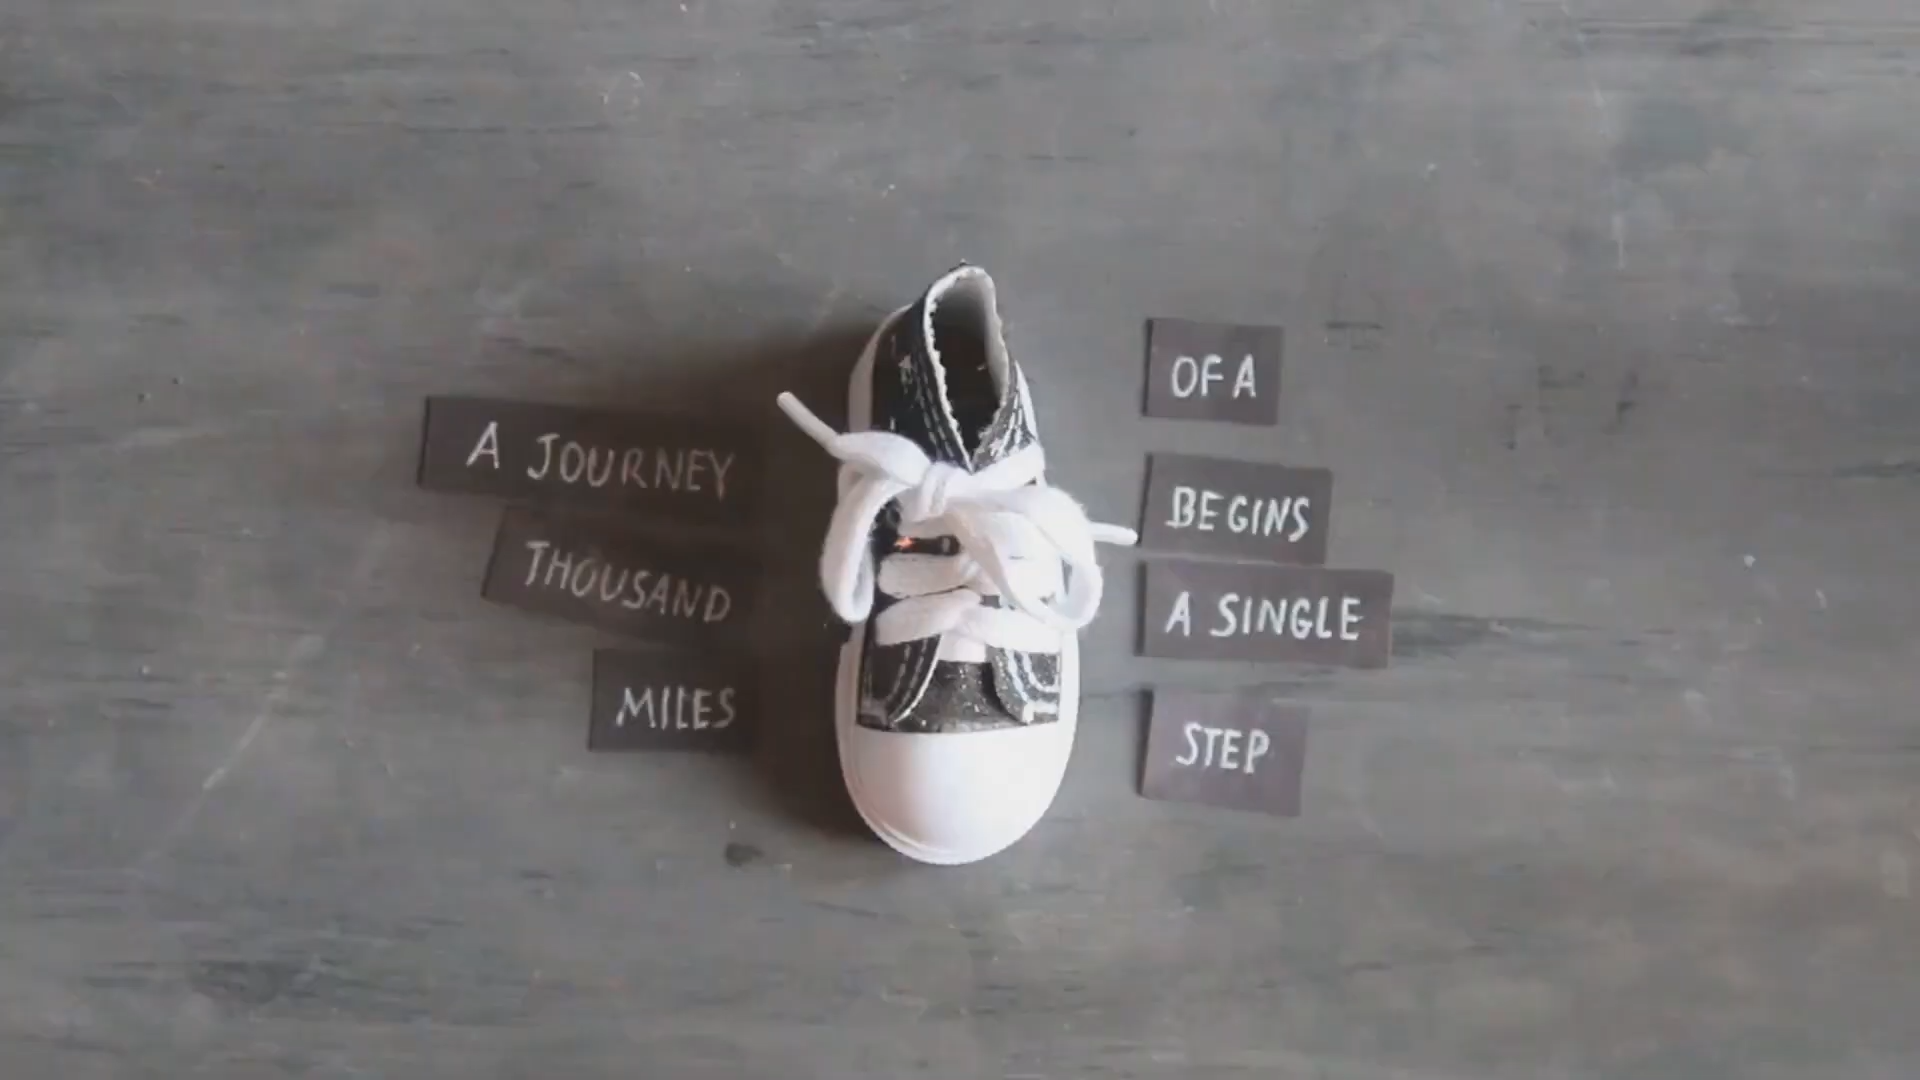 A JOURNEY
OF A
THOUSAND
BEGINS
MILES
A SINGLE
STEP